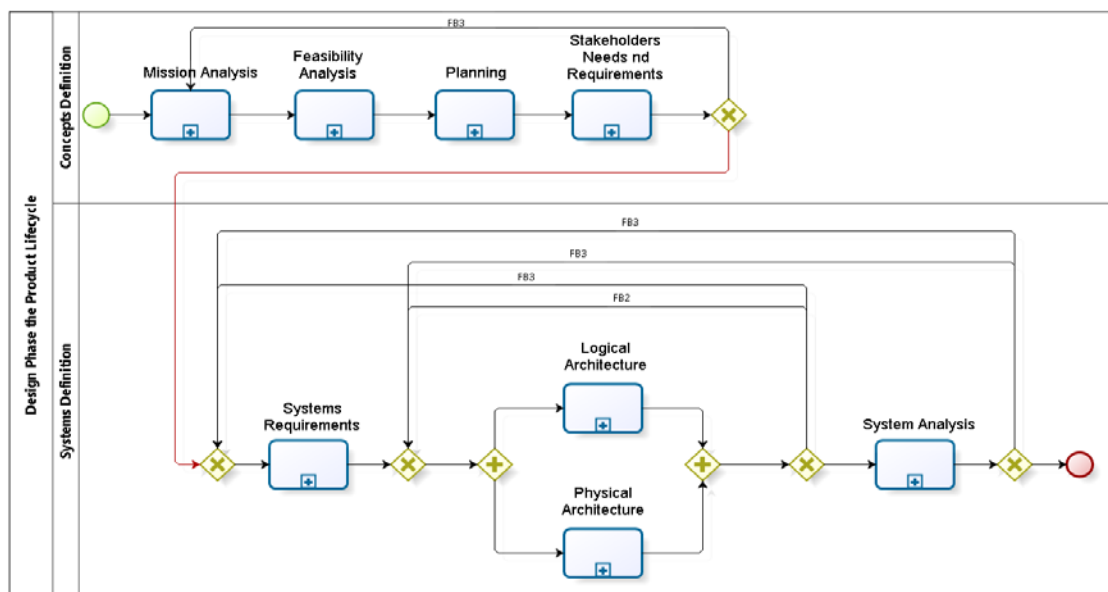 Design Phase the Product Lifecycle
Concepts Definition
FB3
Mission Analysis
Feasibility
Analysis
Planning
Stakeholders
Needs nd
Requirements
Systems Definition
FB3
FB3
FB3
FB2
Systems
Requirements
Logical
Architecture
Physical
Architecture
System Analysis